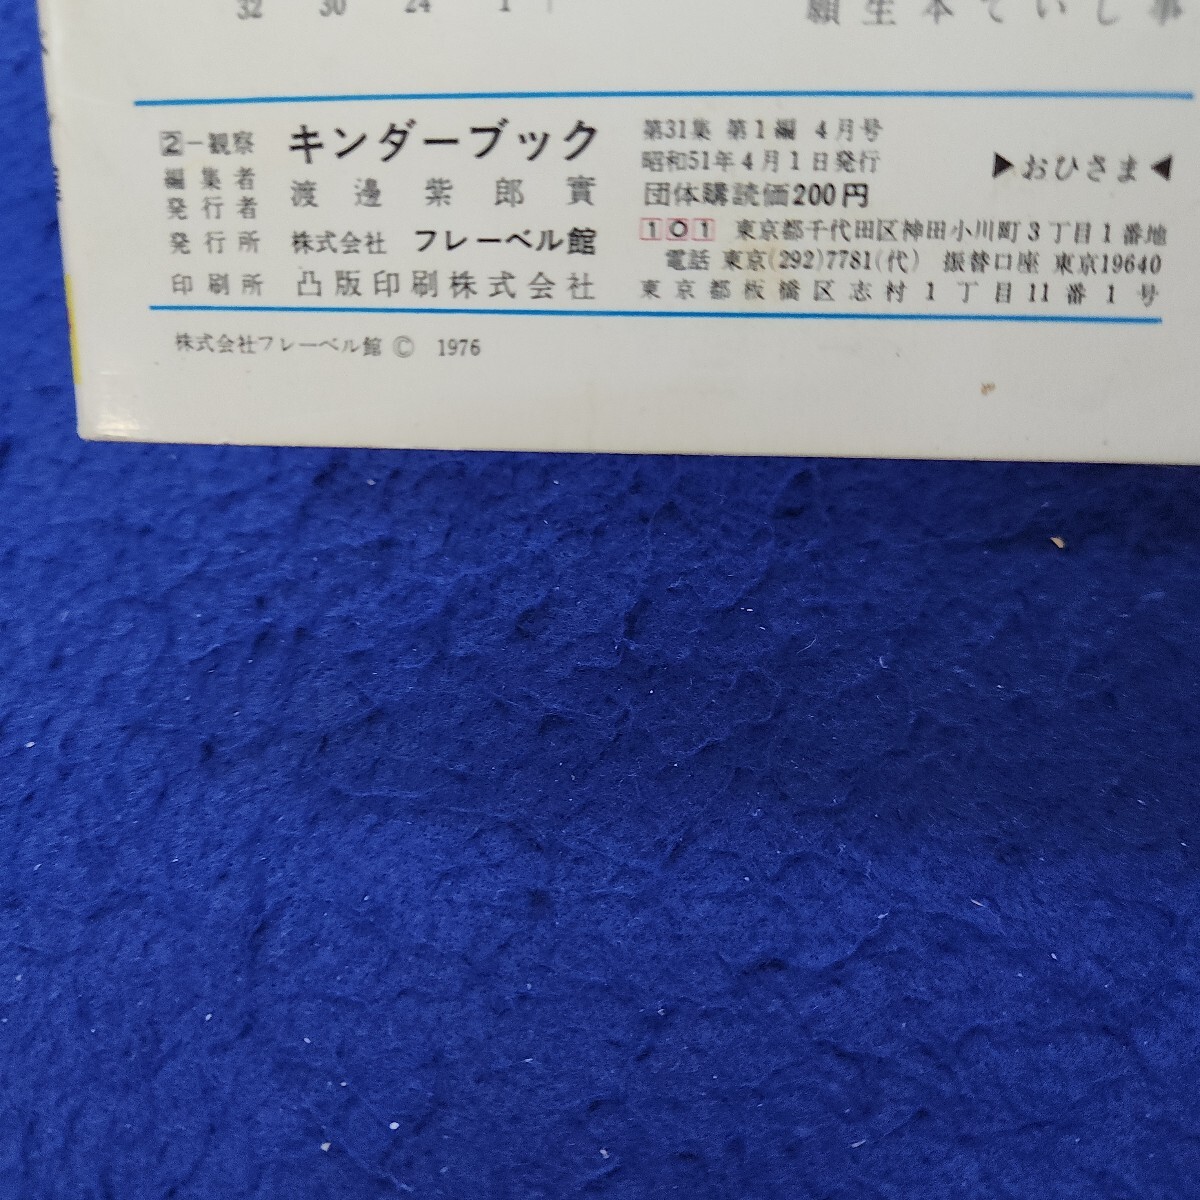 32 30 24 1
願生本ていし事
2-観察 キンダーブック
編集者
発行者 渡邊紫郎實
発行所 株式会社 フレーベル館
印刷所 凸版印刷株式会社
第31集 第1編 4月号
昭和51年4月1日発行
団体購読価200円
▶おひさま◀
101 東京都千代田区神田小川町3丁目1番地
電話 東京(292)7781(代) 振替口座 東京19640
東京都板橋区志村1丁目11番1号
株式会社フレーベル館 © 1976